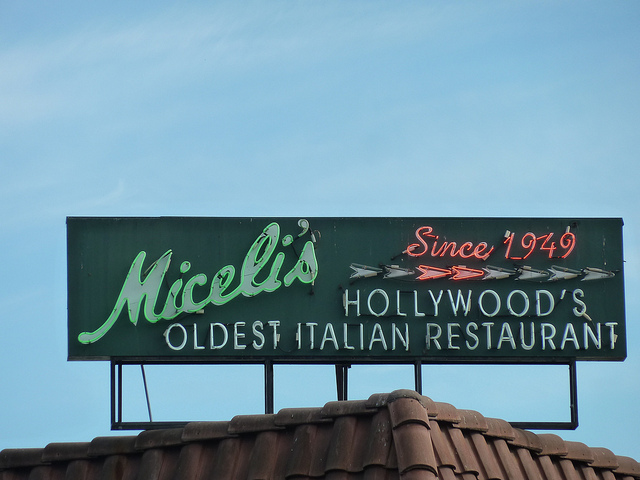 Miceli's
Since 1949
HOLLYWOOD'S
OLDEST ITALIAN RESTAURANT